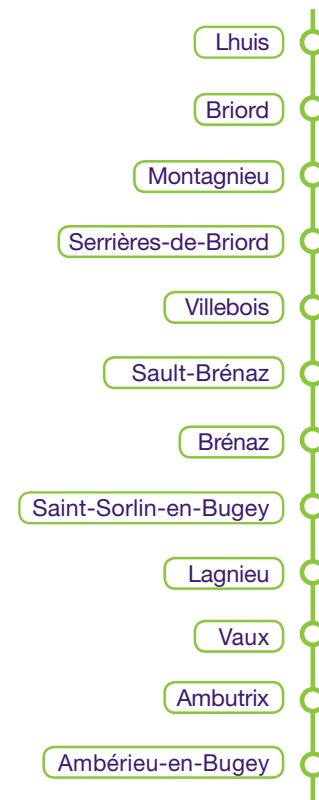 Lhuis
Briord
Montagnieu
Serrières-de-Briord
Villebois
Sault-Brénaz
Brénaz
Saint-Sorlin-en-Bugey
Lagnieu
Vaux
Ambutrix
Ambérieu-en-Bugey